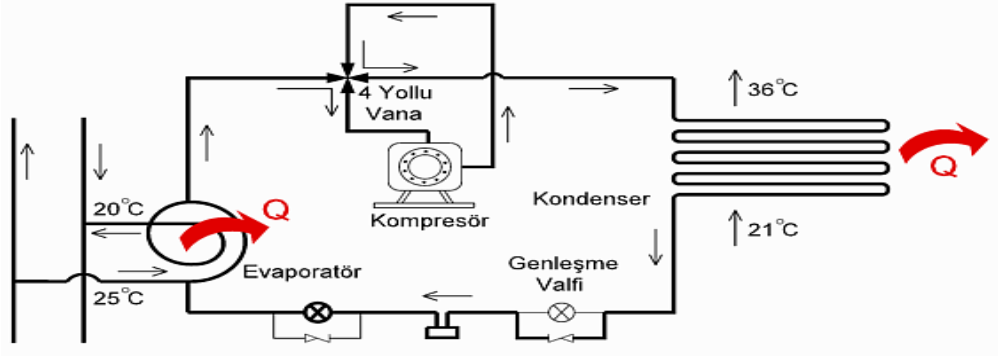 4 Yollu
Vana
36°C
Kompresör
Kondenser
Q
20°C
Q
21°C
Evaporatör
Genleşme
Valfi
25°C